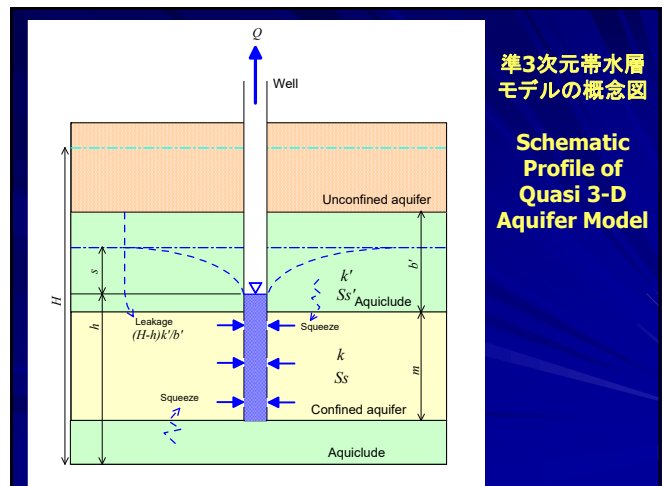 Q
Well
Unconfined aquifer
s
b'
k'
Ss'
Aquiclude
H
h
Leakage
(H-h)k'/b'
Squeeze
k
Ss
m
Squeeze
Confined aquifer
Aquiclude
準3次元帯水層
モデルの概念図
Schematic
Profile of
Quasi 3-D
Aquifer Model